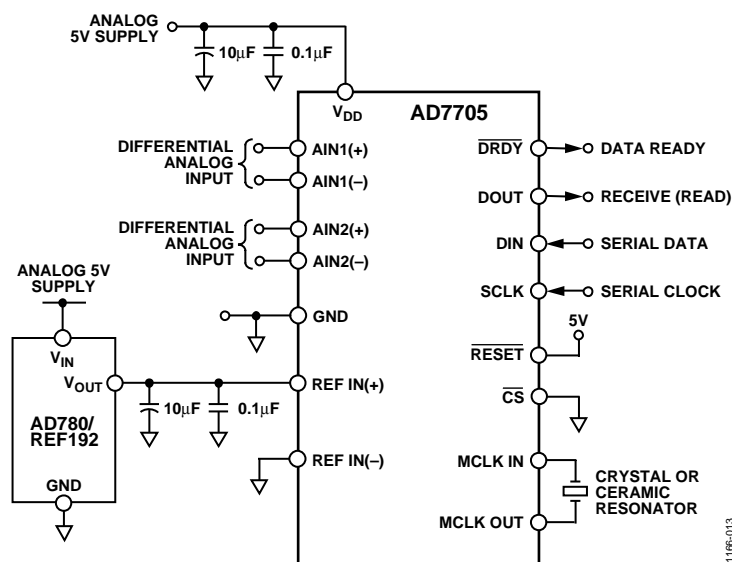 ANALOG
5V SUPPLY
10μF
0.1μF
V_DD
AD7705
DIFFERENTIAL
ANALOG
INPUT
AIN1(+)
AIN1(–)
DRDY
DATA READY
DOUT
RECEIVE (READ)
DIFFERENTIAL
ANALOG
INPUT
AIN2(+)
AIN2(–)
DIN
SERIAL DATA
SCLK
SERIAL CLOCK
ANALOG 5V
SUPPLY
GND
5V
RESET
V_IN
V_OUT
AD780/
REF192
GND
10μF
0.1μF
REF IN(+)
CS
REF IN(–)
MCLK IN
MCLK OUT
CRYSTAL OR
CERAMIC
RESONATOR